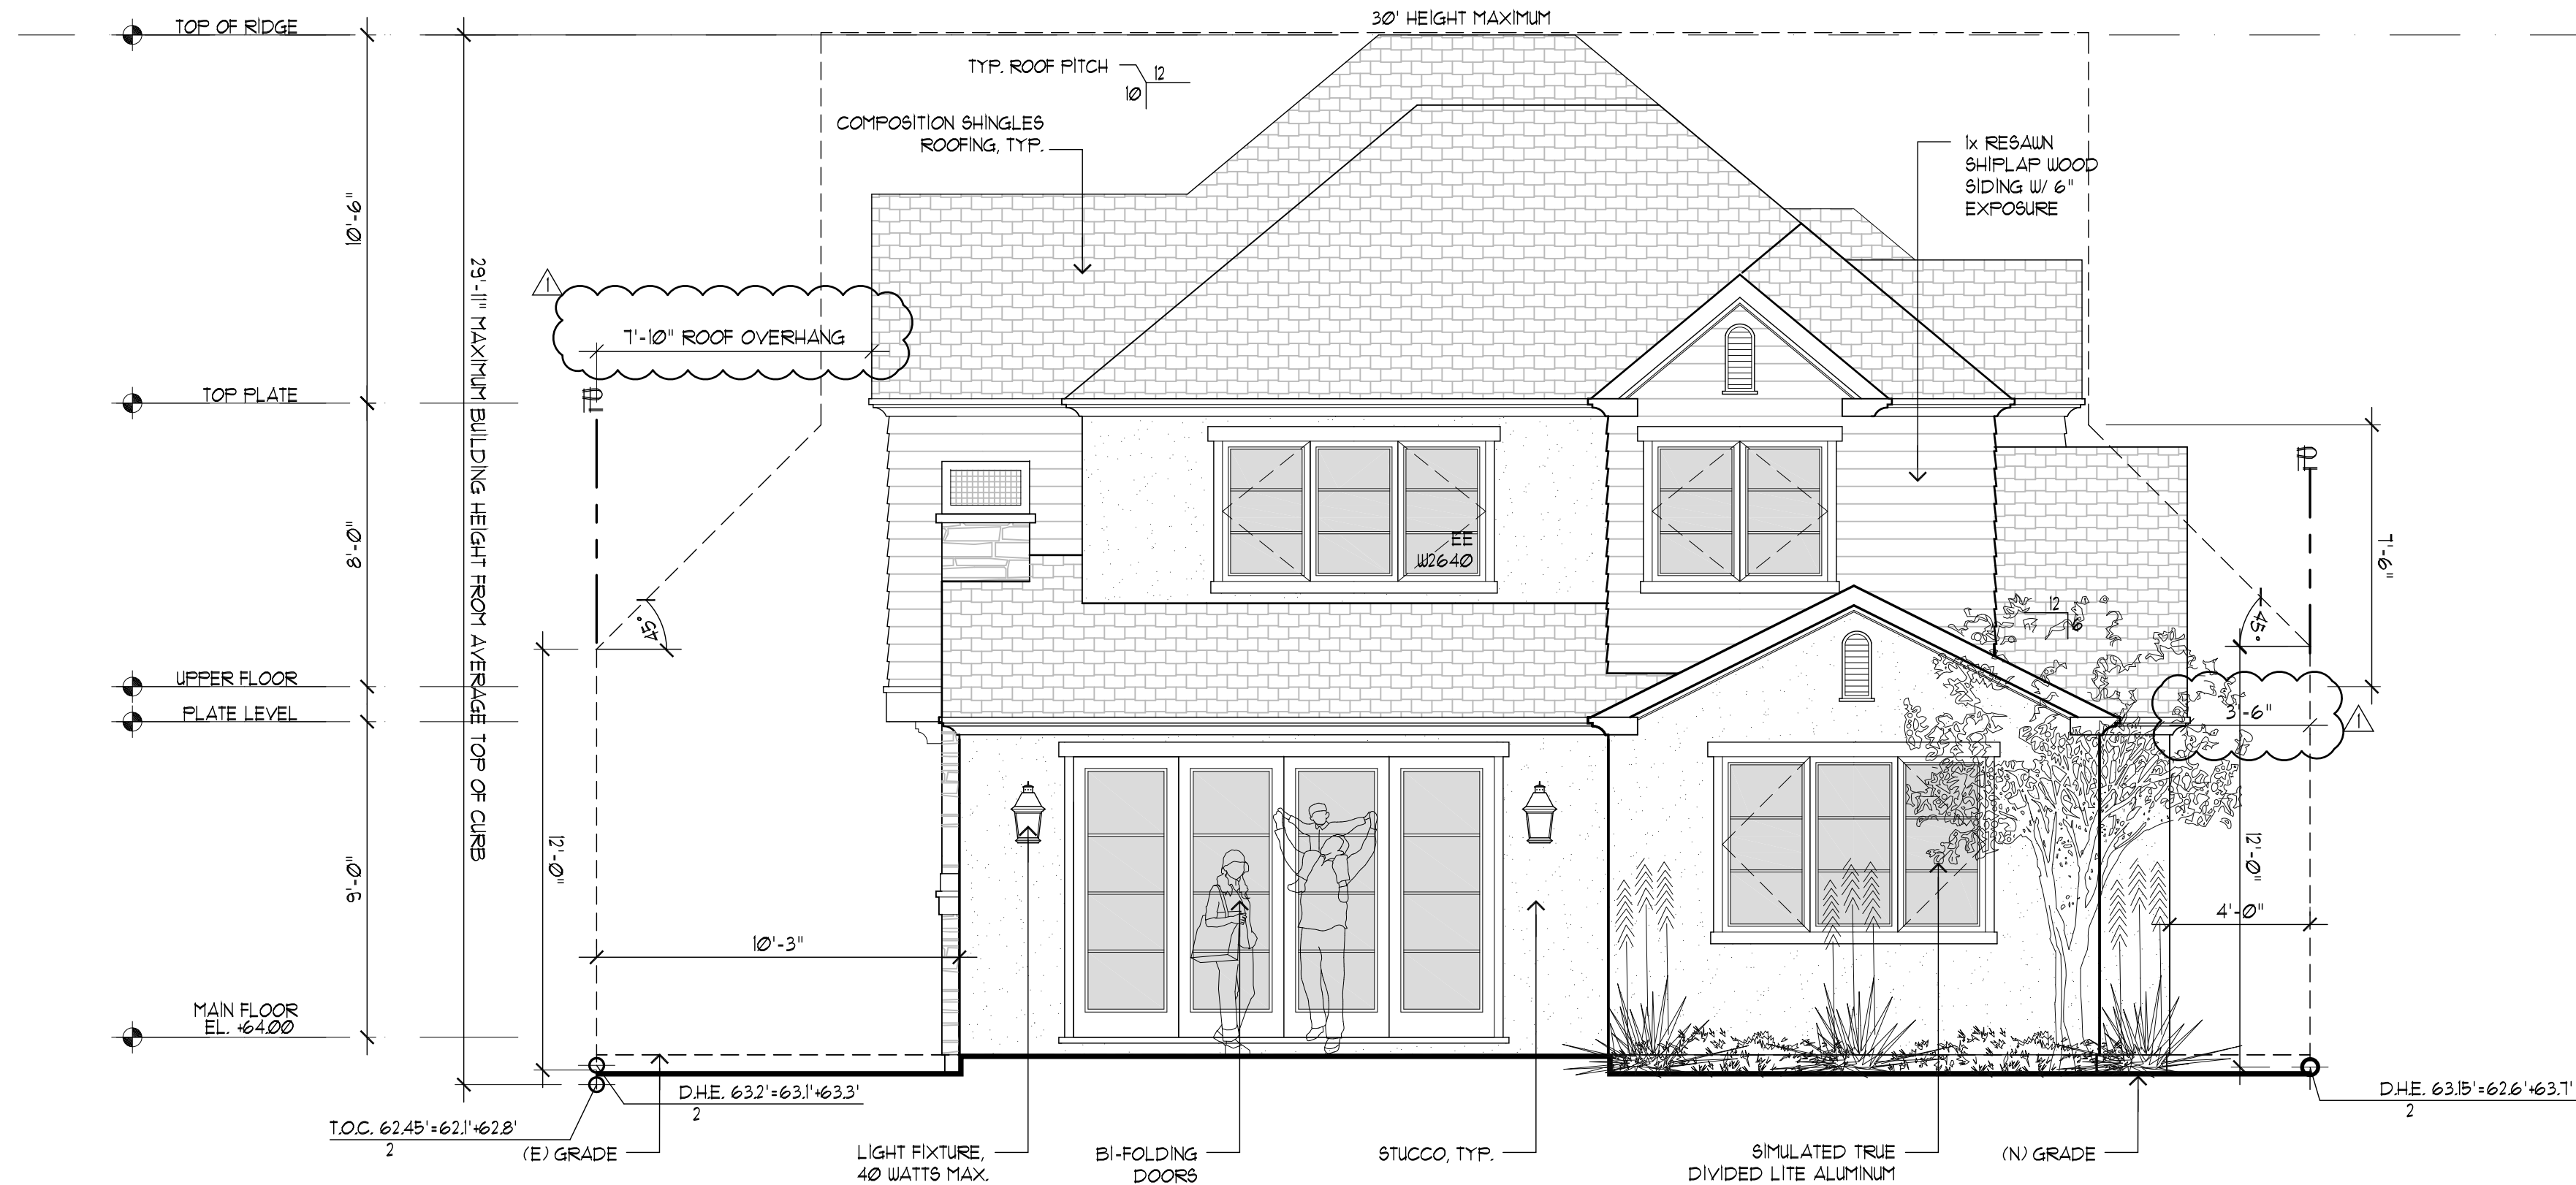 30' HEIGHT MAXIMUM
TOP OF RIDGE
TYP. ROOF PITCH
12
10
COMPOSITION SHINGLES
ROOFING, TYP.
1x RESAWN
SHIPLAP WOOD
SIDING W/ 6"
EXPOSURE
10'-6"
29'-11" MAXIMUM BUILDING HEIGHT FROM AVERAGE TOP OF CURB
1
7'-10" ROOF OVERHANG
TOP PLATE
PL
PL
8'-0"
EE
W2640
7'-6"
12
6
45°
45°
UPPER FLOOR
PLATE LEVEL
3'-6"
1
9'-0"
12'-0"
12'-0"
4'-0"
10'-3"
MAIN FLOOR
EL. +64.00
D.H.E. 63.2'=63.1'+63.3'
2
D.H.E. 63.15'=62.6'+63.7'
2
T.O.C. 62.45'=62.1'+62.8'
2
(E) GRADE
LIGHT FIXTURE,
40 WATTS MAX.
BI-FOLDING
DOORS
STUCCO, TYP.
SIMULATED TRUE
DIVIDED LITE ALUMINUM
(N) GRADE